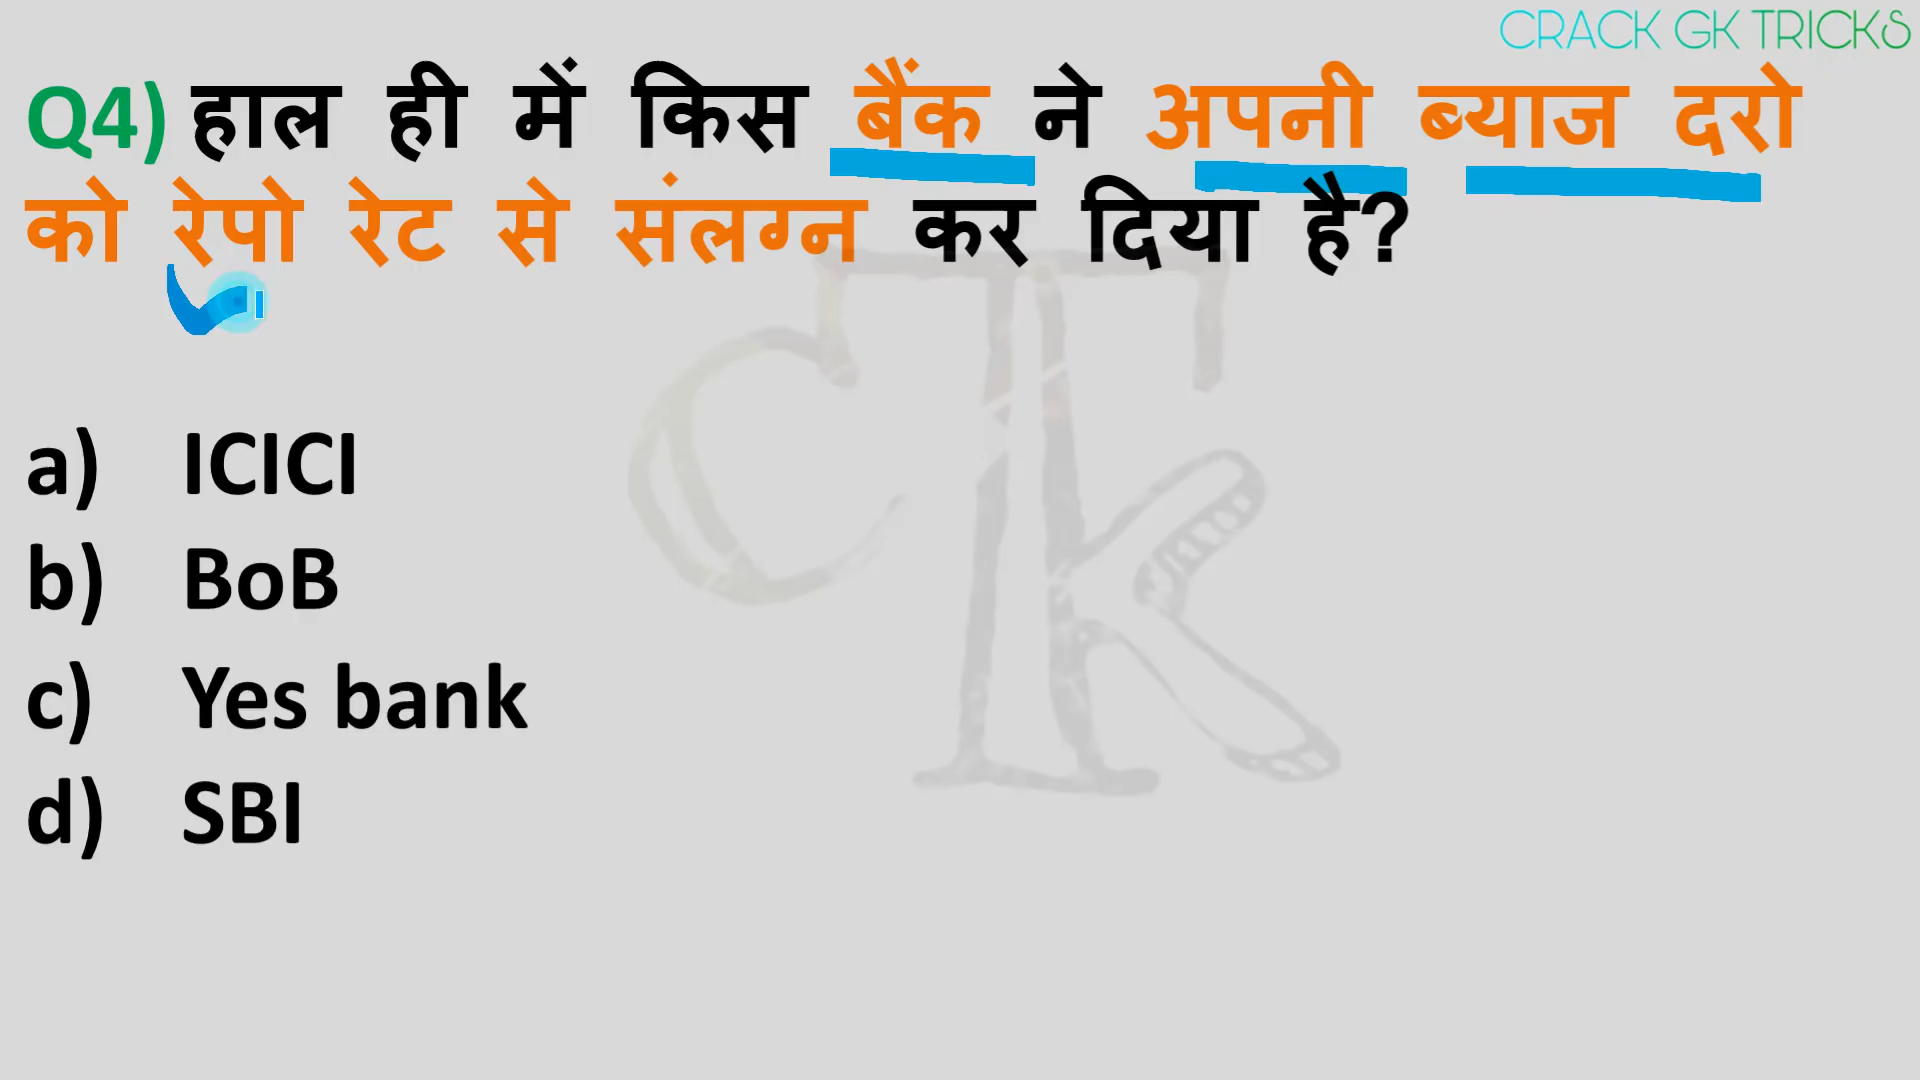 CRACK GK TRICKS
Q4) हाल ही में किस बैंक ने अपनी ब्याज दरो
को रेपो रेट से संलग्न कर दिया है?
a) ICICI
b) BoB
c) Yes bank
d) SBI